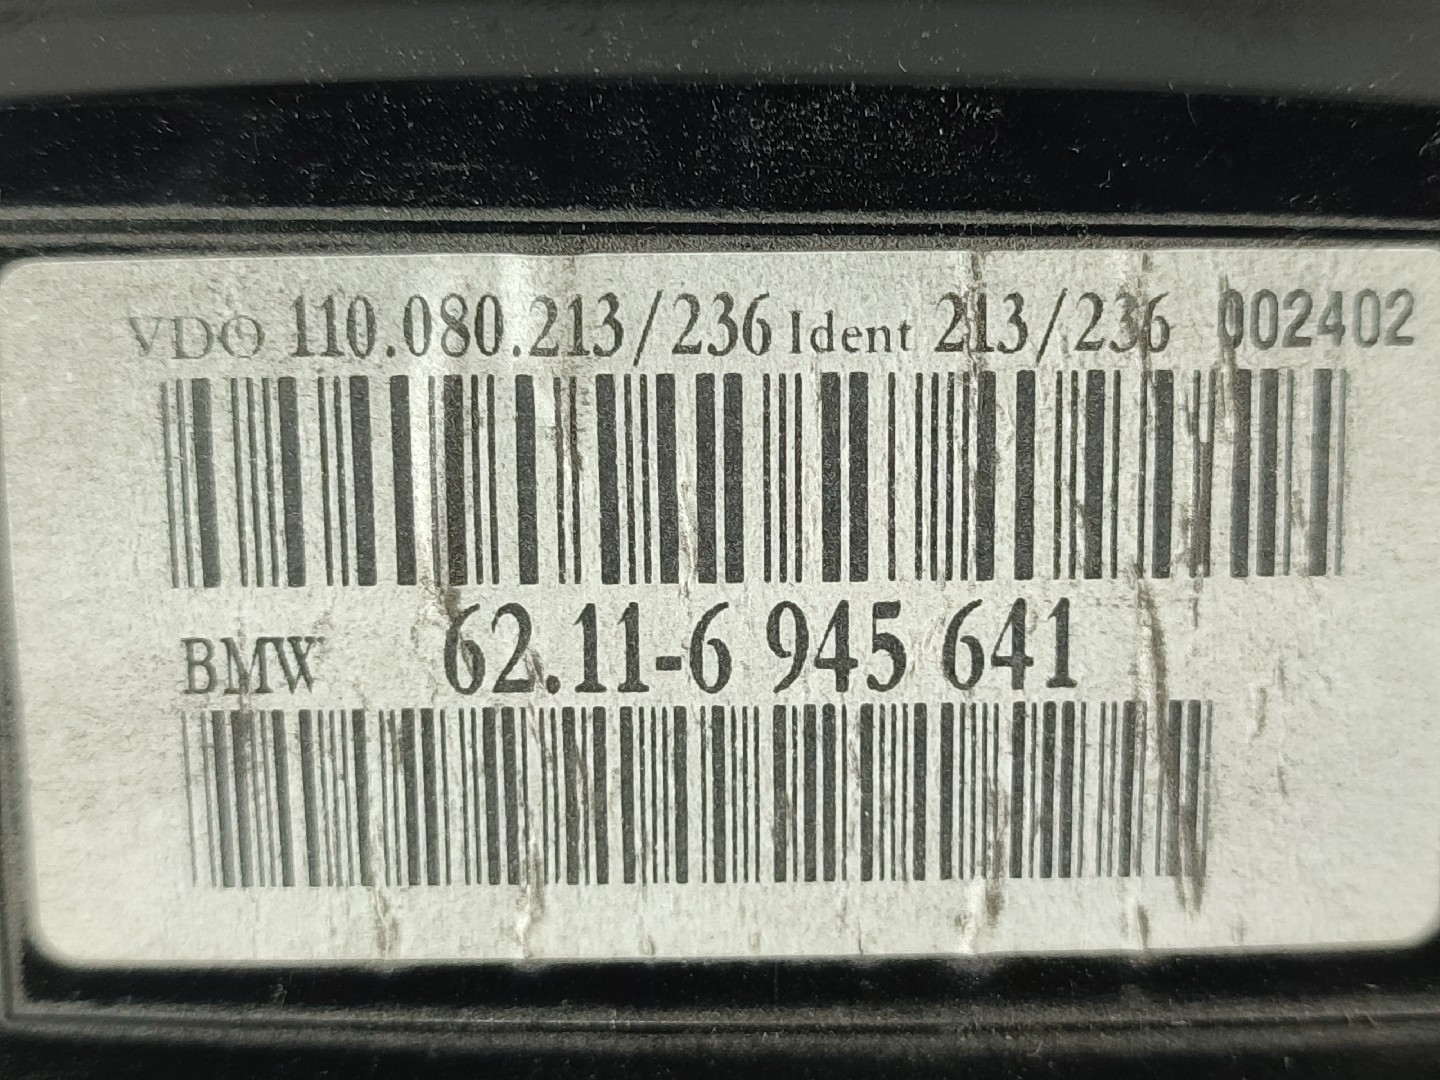 VDO 110.080.213/236 Ident 213/236 002402
BMW 62.11-6 945 641